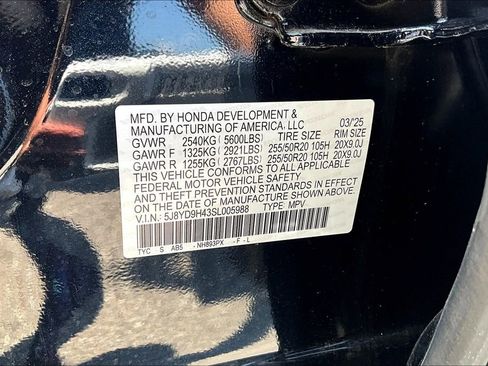 MFD. BY HONDA DEVELOPMENT & 03/'25
MANUFACTURING OF AMERICA, LLC
GVWR 2540KG (5600LBS) TIRE SIZE RIM SIZE
GAWR F 1325KG (2921LBS) 255/50R20 105H 20X9.0J
GAWR R 1255KG (2767LBS) 255/50R20 105H 20X9.0J
THIS VEHICLE CONFORMS TO ALL APPLICABLE
FEDERAL MOTOR VEHICLE SAFETY
AND THEFT PREVENTION STANDARDS IN EFFECT
ON THE DATE OF MANUFACTURE SHOWN ABOVE.
V.I.N.: 5J8YD9H43SL005988 TYPE: MPV
TYC S AB5 -NH893PX -F-L